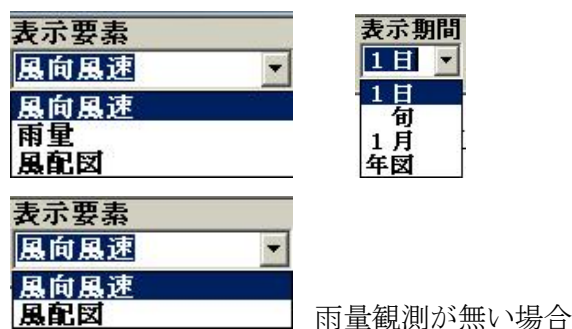 表示要素
風向風速
風向風速
雨量
風配図
表示期間
1日
1日
旬
1月
年図
表示要素
風向風速
風向風速
風配図
雨量観測が無い場合